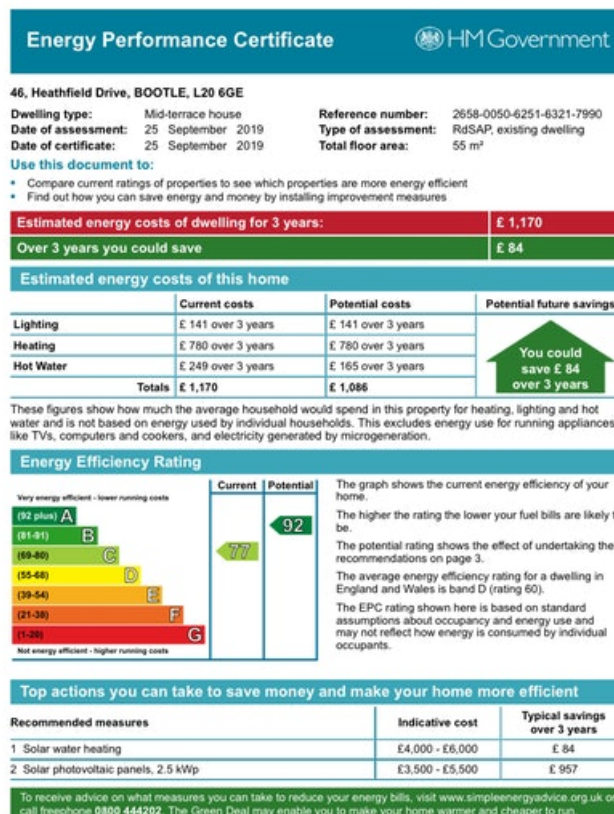 Energy Performance Certificate
HM Government
46, Heathfield Drive, BOOTLE, L20 6GE
Dwelling type: Mid-terrace house
Date of assessment: 25 September 2019
Date of certificate: 25 September 2019
Reference number: 2658-0050-6251-6321-7990
Type of assessment: RdSAP, existing dwelling
Total floor area: 55 m²
Use this document to:
• Compare current ratings of properties to see which properties are more energy efficient
• Find out how you can save energy and money by installing improvement measures
Estimated energy costs of dwelling for 3 years: £ 1,170
Over 3 years you could save £ 84
Estimated energy costs of this home
Current costs Potential costs Potential future savings
Lighting £ 141 over 3 years £ 141 over 3 years
Heating £ 780 over 3 years £ 780 over 3 years
Hot Water £ 249 over 3 years £ 165 over 3 years
Totals £ 1,170 £ 1,086
You could
save £ 84
over 3 years
These figures show how much the average household would spend in this property for heating, lighting and hot
water and is not based on energy used by individual households. This excludes energy use for running appliances
like TVs, computers and cookers, and electricity generated by microgeneration.
Energy Efficiency Rating
Current Potential
Very energy efficient - lower running costs
(92 plus) A
(81-91) B
(69-80) C
(55-68) D
(39-54) E
(21-38) F
(1-20) G
Not energy efficient - higher running costs
77
92
The graph shows the current energy efficiency of your
home.
The higher the rating the lower your fuel bills are likely
be.
The potential rating shows the effect of undertaking the
recommendations on page 3.
The average energy efficiency rating for a dwelling in
England and Wales is band D (rating 60).
The EPC rating shown here is based on standard
assumptions about occupancy and energy use and
may not reflect how energy is consumed by individual
occupants.
Top actions you can take to save money and make your home more efficient
Recommended measures Indicative cost Typical savings
over 3 years
1 Solar water heating £4,000 - £6,000 £ 84
2 Solar photovoltaic panels, 2.5 kWp £3,500 - £5,500 £ 957
To receive advice on what measures you can take to reduce your energy bills, visit www.simpleenergyadvice.org.uk or
call freephone 0800 444202. The Green Deal may enable you to make your home warmer and cheaper to run.